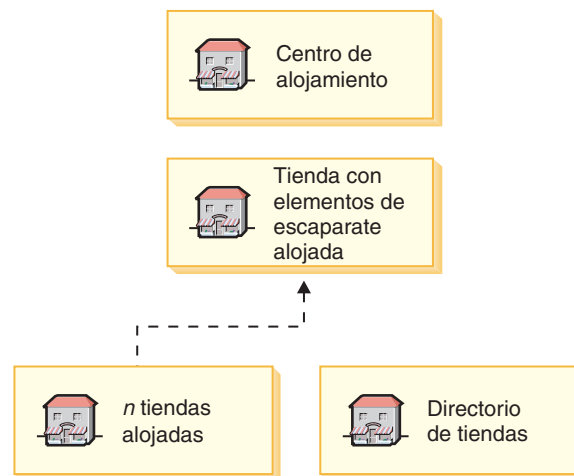 Centro de
alojamiento
Tienda con
elementos de
escaparate
alojada
n tiendas
alojadas
Directorio
de tiendas